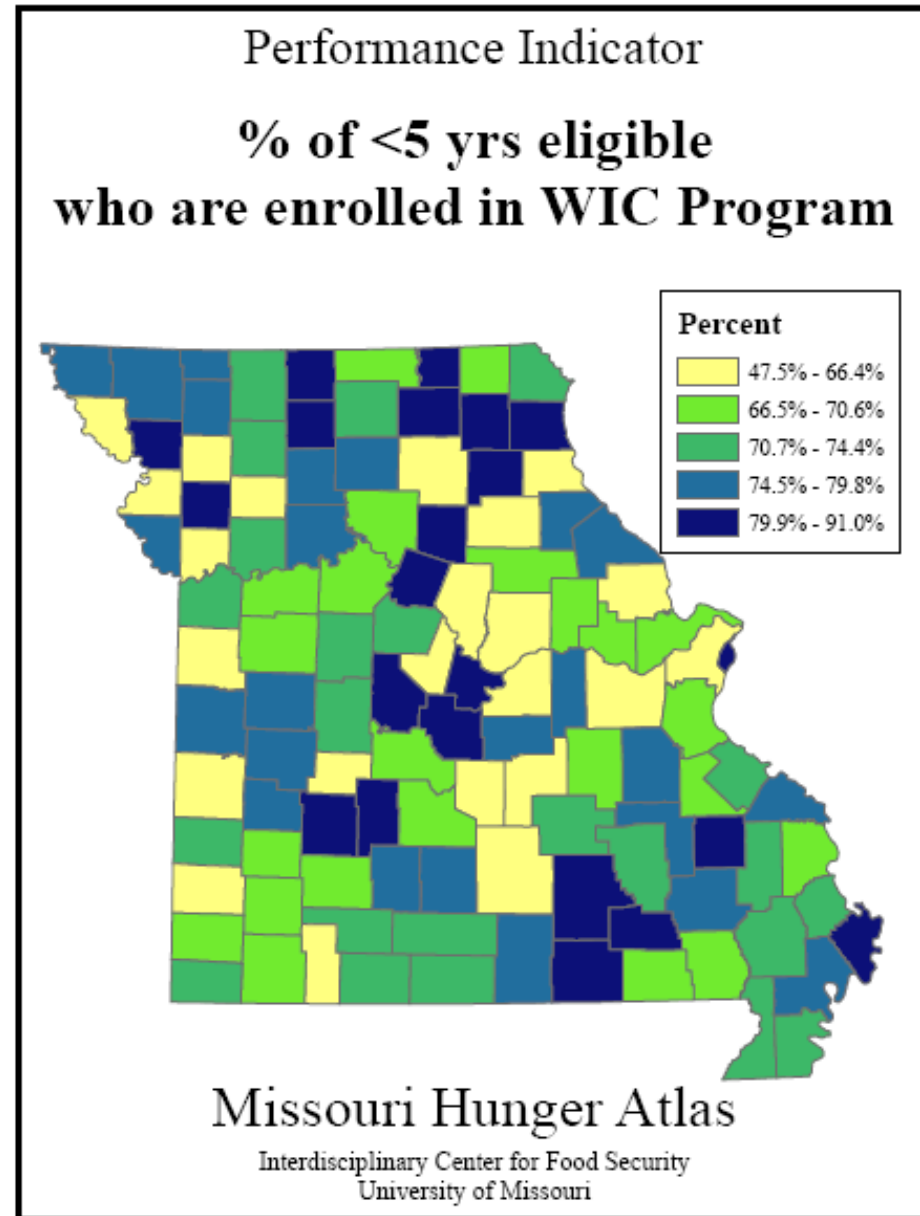 Performance Indicator
% of <5 yrs eligible
who are enrolled in WIC Program
Percent
47.5% - 66.4%
66.5% - 70.6%
70.7% - 74.4%
74.5% - 79.8%
79.9% - 91.0%
Missouri Hunger Atlas
Interdisciplinary Center for Food Security
University of Missouri